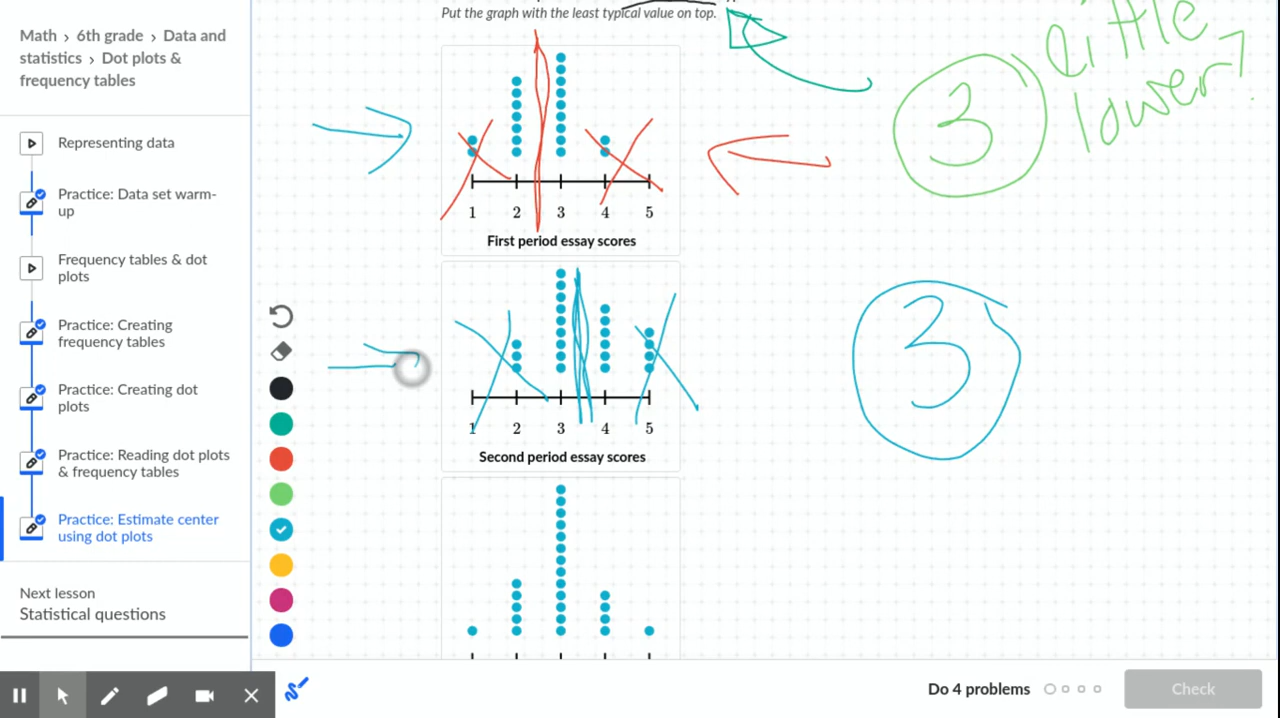 Math › 6th grade › Data and
statistics › Dot plots &
frequency tables
Representing data
Practice: Data set warm-
up
Frequency tables & dot
plots
Practice: Creating
frequency tables
Practice: Creating dot
plots
Practice: Reading dot plots
& frequency tables
Practice: Estimate center
using dot plots
Next lesson
Statistical questions
Put the graph with the least typical value on top.
1 2 3 4 5
First period essay scores
1 2 3 4 5
Second period essay scores
3
little
lower?
3
Do 4 problems
Check